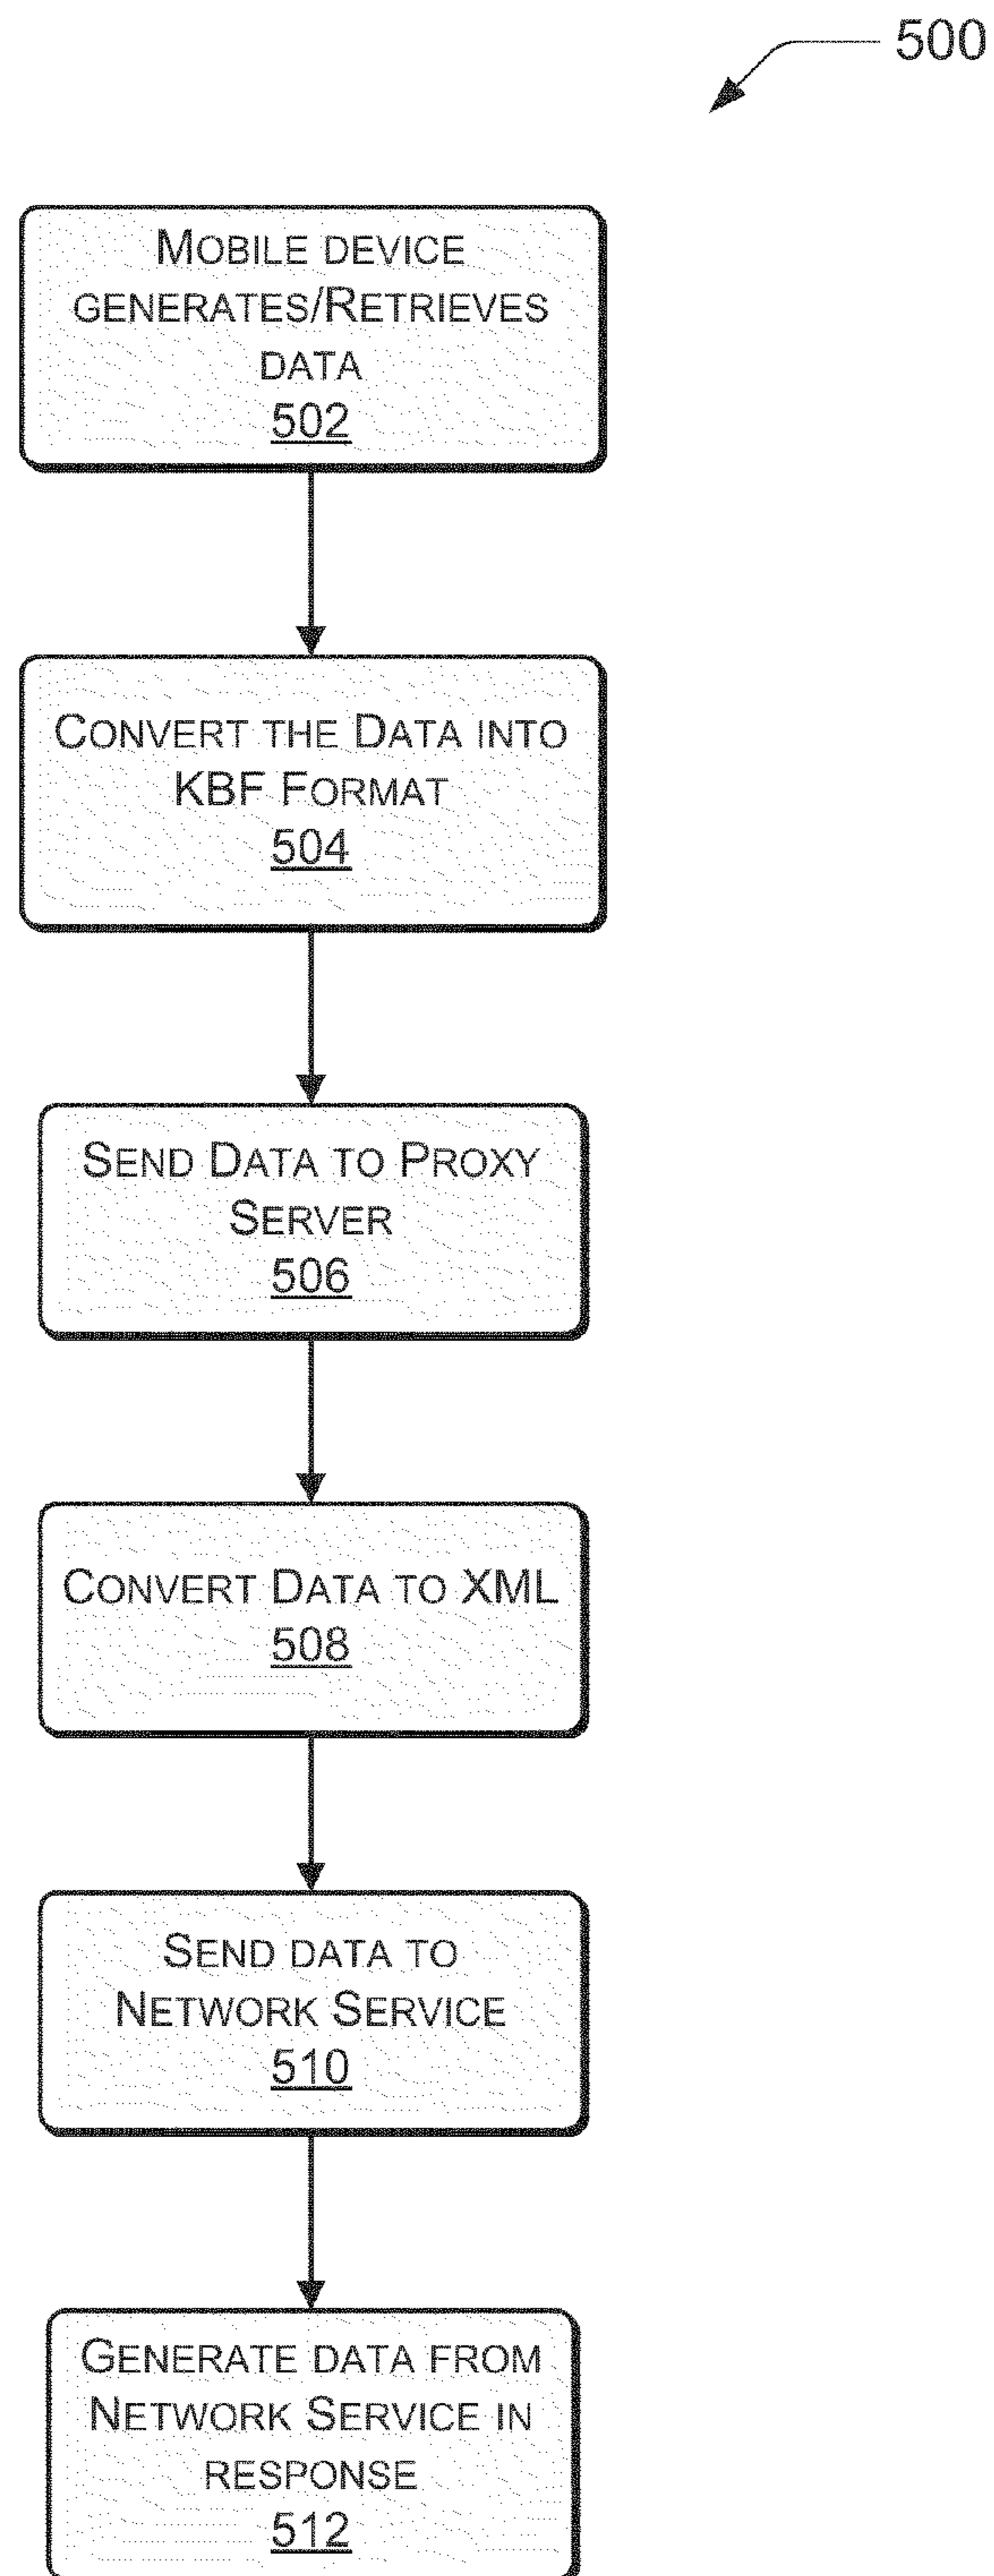 500
MOBILE DEVICE
GENERATES/RETRIEVES
DATA
502
CONVERT THE DATA INTO
KBF FORMAT
504
SEND DATA TO PROXY
SERVER
506
CONVERT DATA TO XML
508
SEND DATA TO
NETWORK SERVICE
510
GENERATE DATA FROM
NETWORK SERVICE IN
RESPONSE
512